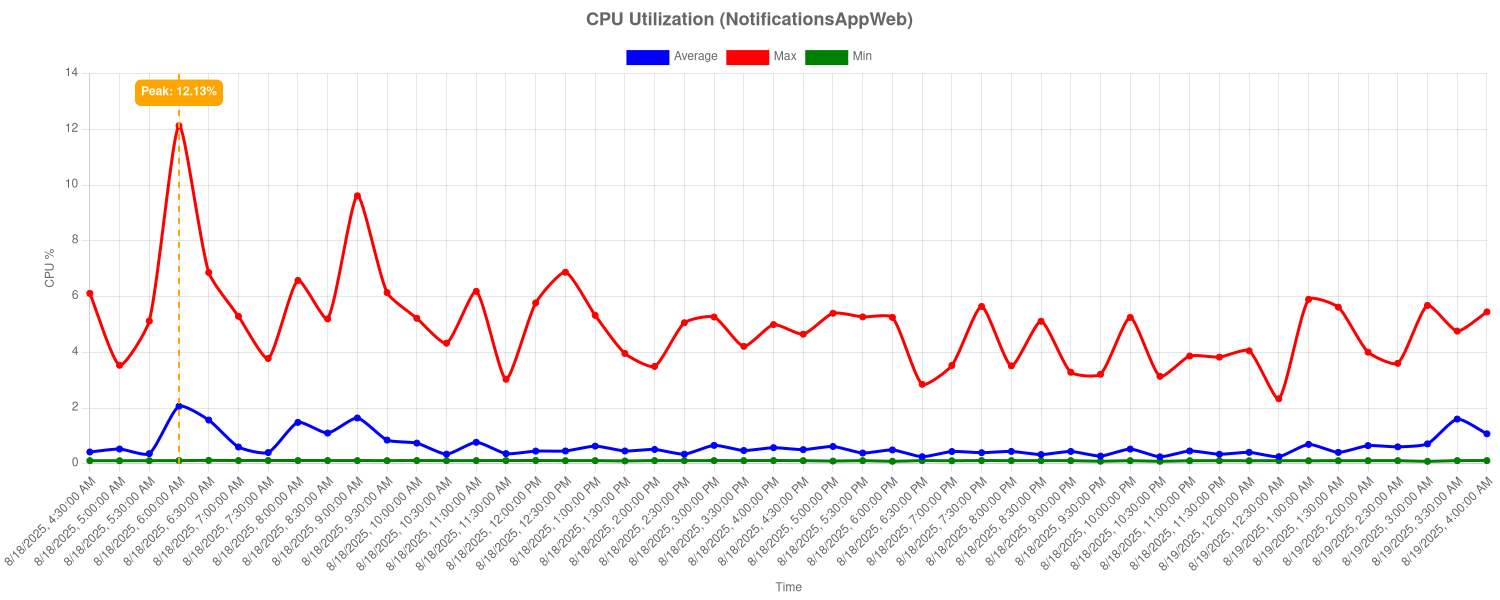 CPU Utilization (NotificationsAppWeb)
Average Max Min
14
Peak: 12.13%
12
10
8
6
4
2
0
CPU %
8/18/2025, 4:30:00 AM
8/18/2025, 5:00:00 AM
8/18/2025, 5:30:00 AM
8/18/2025, 6:00:00 AM
8/18/2025, 6:30:00 AM
8/18/2025, 7:00:00 AM
8/18/2025, 7:30:00 AM
8/18/2025, 8:00:00 AM
8/18/2025, 8:30:00 AM
8/18/2025, 9:00:00 AM
8/18/2025, 9:30:00 AM
8/18/2025, 10:00:00 AM
8/18/2025, 10:30:00 AM
8/18/2025, 11:00:00 AM
8/18/2025, 11:30:00 AM
8/18/2025, 12:00:00 PM
8/18/2025, 12:30:00 PM
8/18/2025, 1:00:00 PM
8/18/2025, 1:30:00 PM
8/18/2025, 2:00:00 PM
8/18/2025, 2:30:00 PM
8/18/2025, 3:00:00 PM
8/18/2025, 3:30:00 PM
8/18/2025, 4:00:00 PM
8/18/2025, 4:30:00 PM
8/18/2025, 5:00:00 PM
8/18/2025, 5:30:00 PM
8/18/2025, 6:00:00 PM
8/18/2025, 6:30:00 PM
8/18/2025, 7:00:00 PM
8/18/2025, 7:30:00 PM
8/18/2025, 8:00:00 PM
8/18/2025, 8:30:00 PM
8/18/2025, 9:00:00 PM
8/18/2025, 9:30:00 PM
8/18/2025, 10:00:00 PM
8/18/2025, 10:30:00 PM
8/18/2025, 11:00:00 PM
8/18/2025, 11:30:00 PM
8/19/2025, 12:00:00 AM
8/19/2025, 12:30:00 AM
8/19/2025, 1:00:00 AM
8/19/2025, 1:30:00 AM
8/19/2025, 2:00:00 AM
8/19/2025, 2:30:00 AM
8/19/2025, 3:00:00 AM
8/19/2025, 3:30:00 AM
8/19/2025, 4:00:00 AM
Time